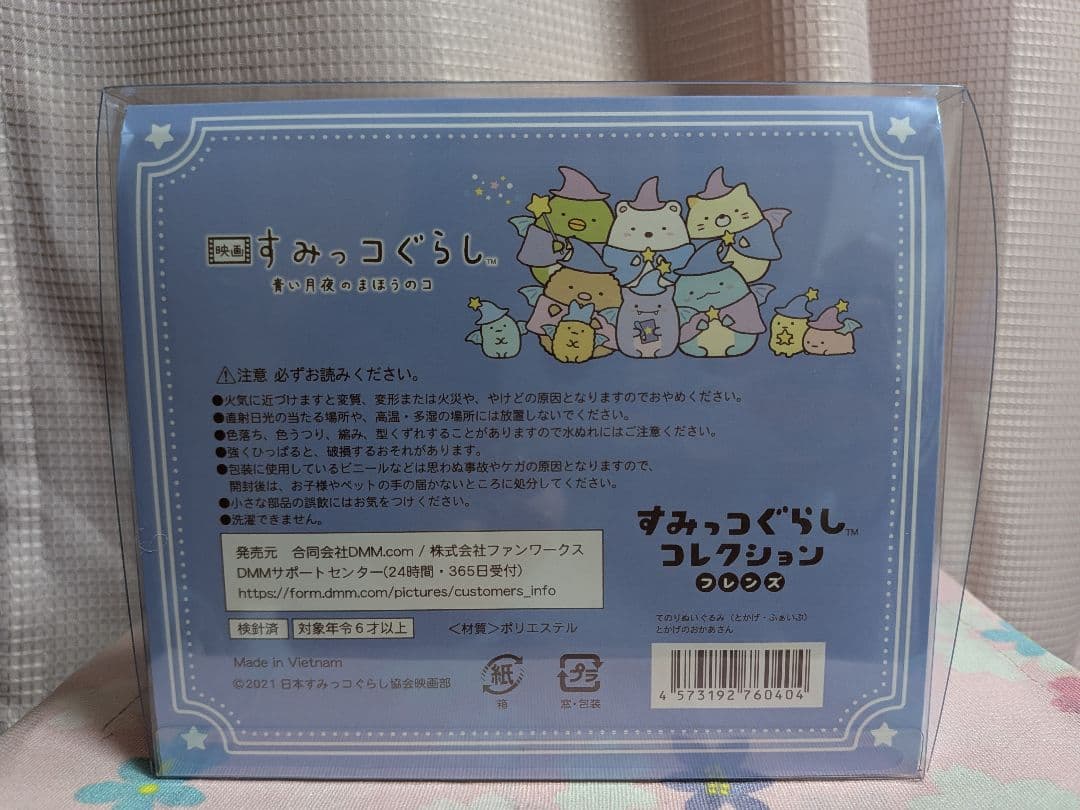 映画 すみっコぐらし™
青い月夜のまほうのコ
⚠注意 必ずお読みください。
●火気に近づけますと変質、変形または火災や、やけどの原因となりますのでおやめください。
●直射日光の当たる場所や、高温・多湿の場所には放置しないでください。
●色落ち、色うつり、縮み、型くずれすることがありますので水ぬれにはご注意ください。
●強くひっぱると、破損するおそれがあります。
●包装に使用しているビニールなどは思わぬ事故やケガの原因となりますので、
開封後は、お子様やペットの手の届かないところに処分してください。
●小さな部品の誤飲にはお気をつけください。
●洗濯できません。
発売元 合同会社DMM.com / 株式会社ファンワークス
DMMサポートセンター(24時間・365日受付)
https://form.dmm.com/pictures/customers_info
検針済 対象年令6才以上 <材質>ポリエステル
Made in Vietnam
©2021 日本すみっコぐらし協会映画部
紙
箱
プラ
窓・包装
すみっコぐらし™
コレクション
フレンズ
てのりぬいぐるみ（とかげ・ふぁいぶ）
とかげのおかあさん
4 573192 760404